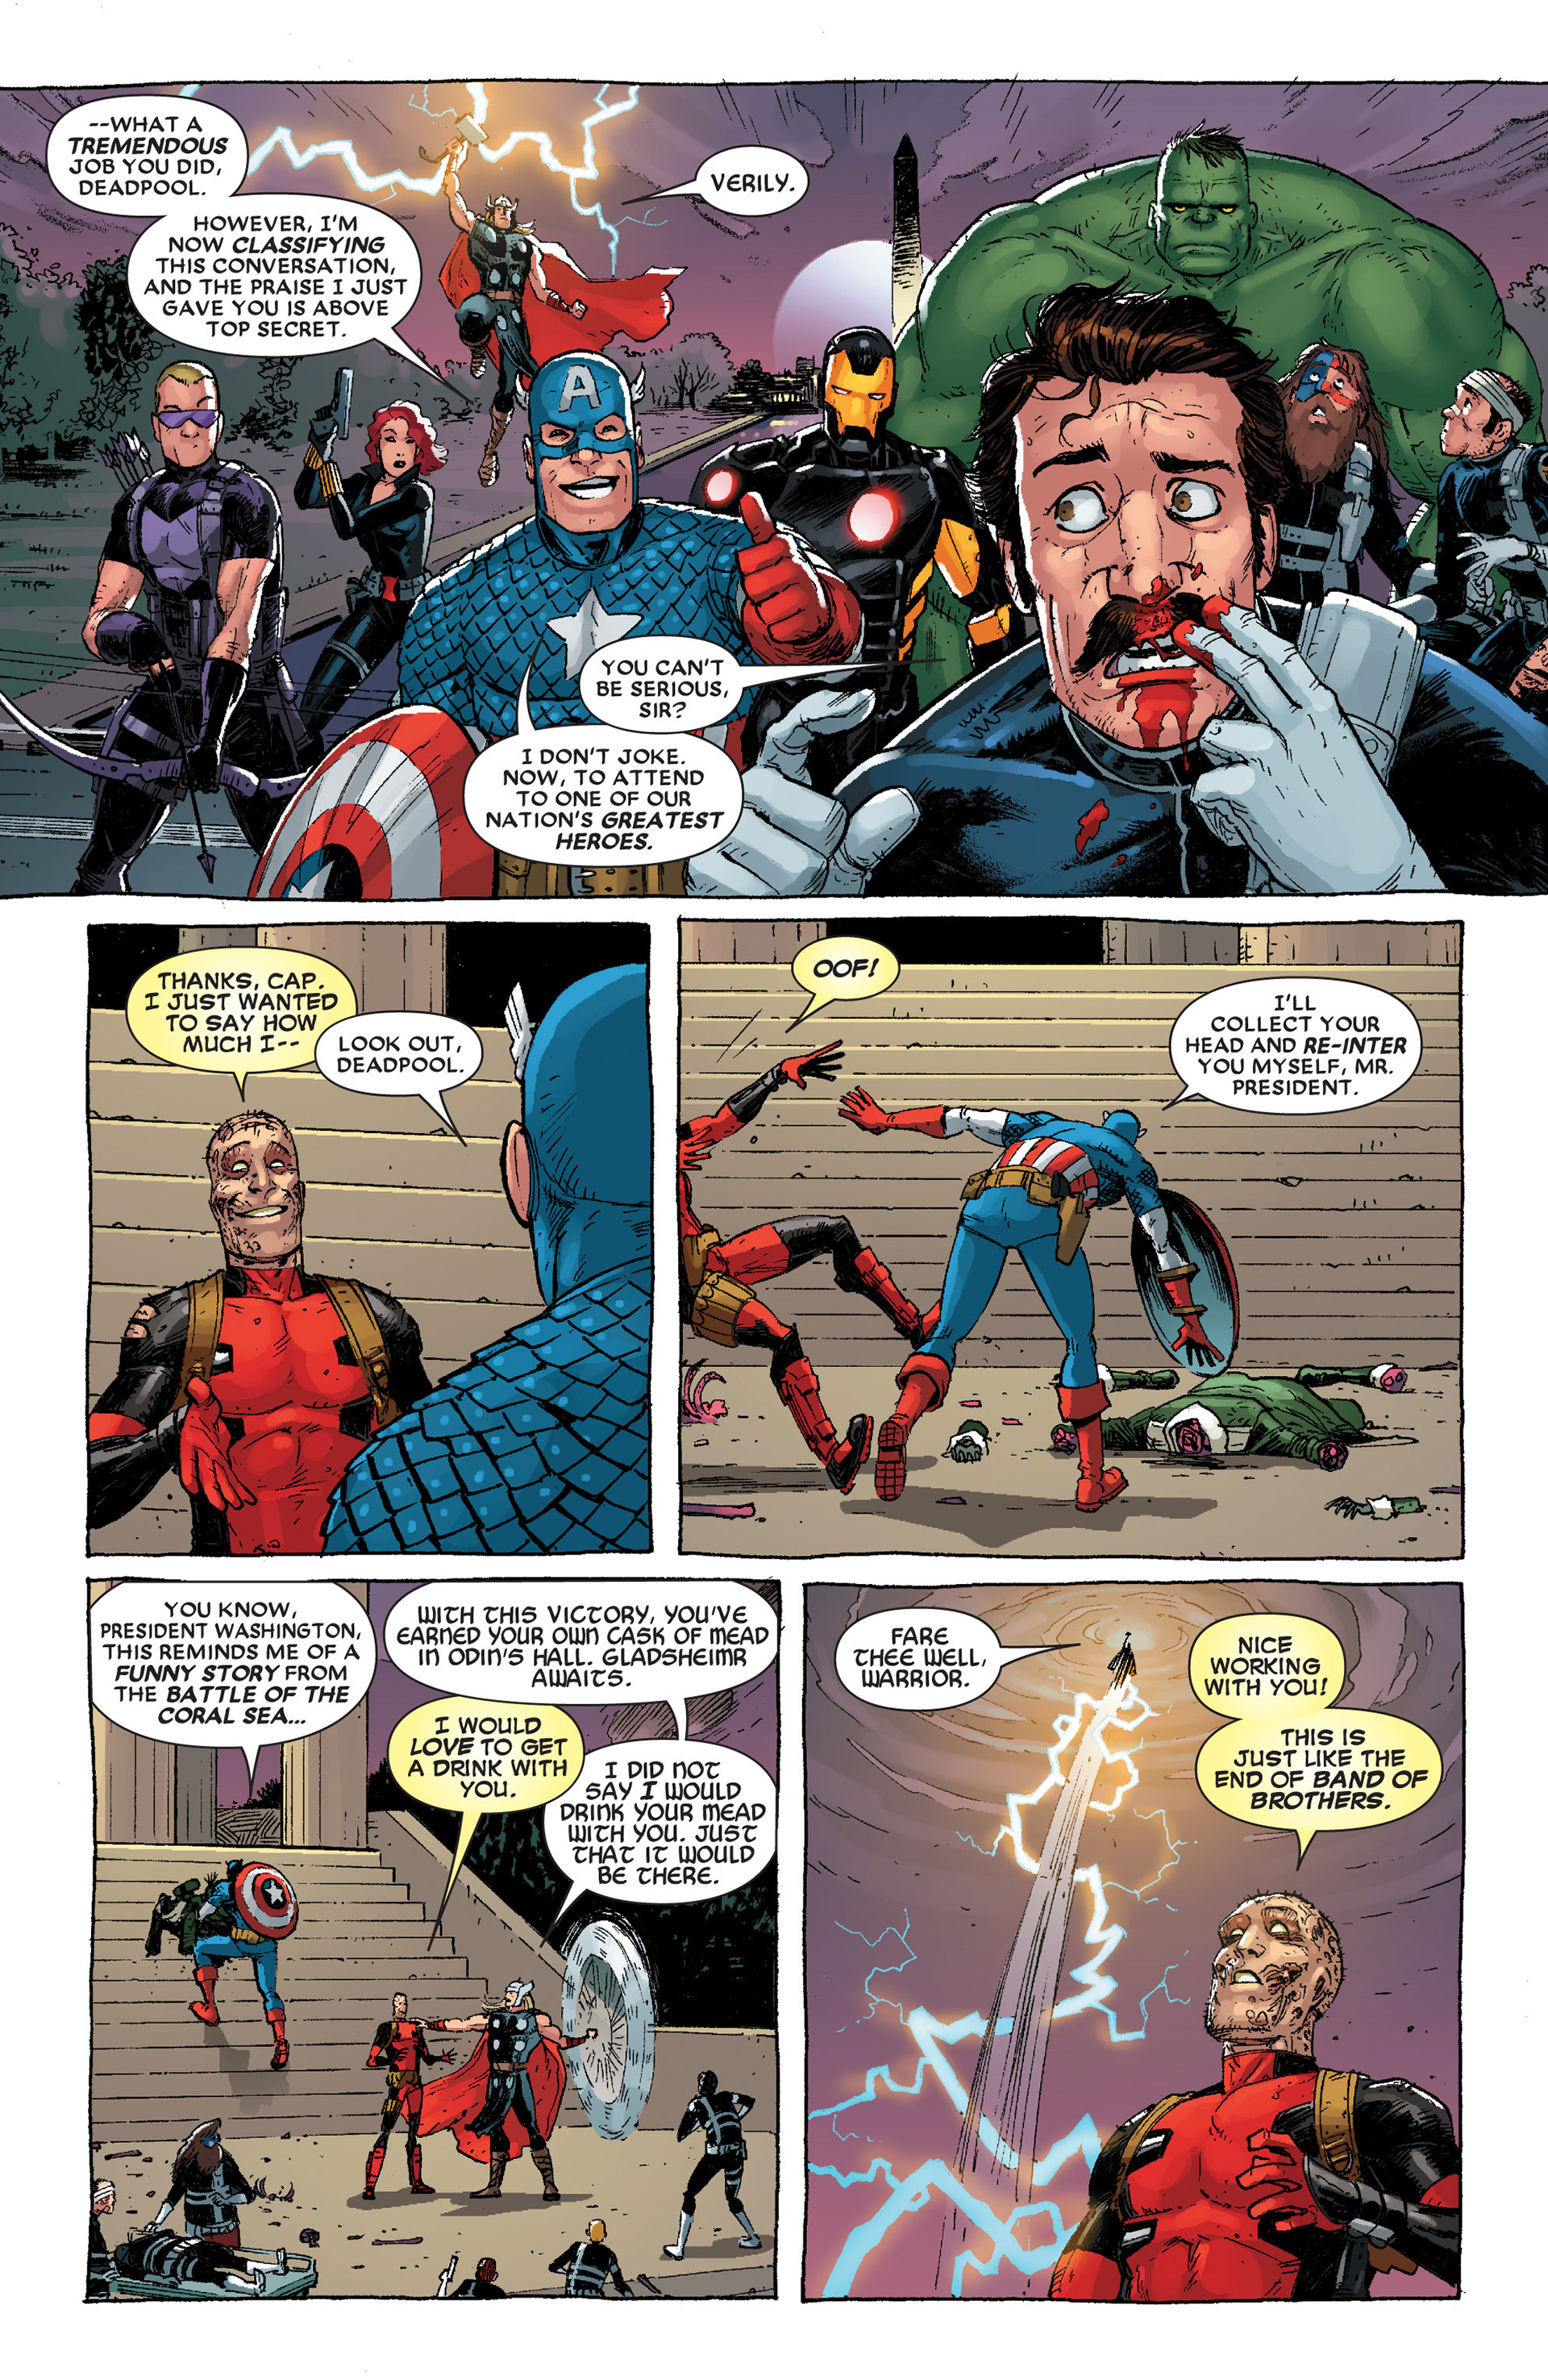 --WHAT A
TREMENDOUS
JOB YOU DID,
DEADPOOL.
HOWEVER, I'M
NOW CLASSIFYING
THIS CONVERSATION,
AND THE PRAISE I JUST
GAVE YOU IS ABOVE
TOP SECRET.
VERILY.
A
YOU CAN'T
BE SERIOUS,
SIR?
I DON'T JOKE.
NOW, TO ATTEND
TO ONE OF OUR
NATION'S GREATEST
HEROES.
THANKS, CAP.
I JUST WANTED
TO SAY HOW
MUCH I--
LOOK OUT,
DEADPOOL.
OOF!
I'LL
COLLECT YOUR
HEAD AND RE-INTER
YOU MYSELF, MR.
PRESIDENT.
YOU KNOW,
PRESIDENT WASHINGTON,
THIS REMINDS ME OF A
FUNNY STORY FROM
THE BATTLE OF THE
CORAL SEA...
WITH THIS VICTORY, YOU'VE
EARNED YOUR OWN CASK OF MEAD
IN ODIN'S HALL. GLADSHEIMR
AWAITS.
I WOULD
LOVE TO GET
A DRINK WITH
YOU.
I DID NOT
SAY I WOULD
DRINK YOUR MEAD
WITH YOU. JUST
THAT IT WOULD
BE THERE.
FARE
THEE WELL,
WARRIOR.
NICE
WORKING
WITH YOU!
THIS IS
JUST LIKE THE
END OF BAND OF
BROTHERS.